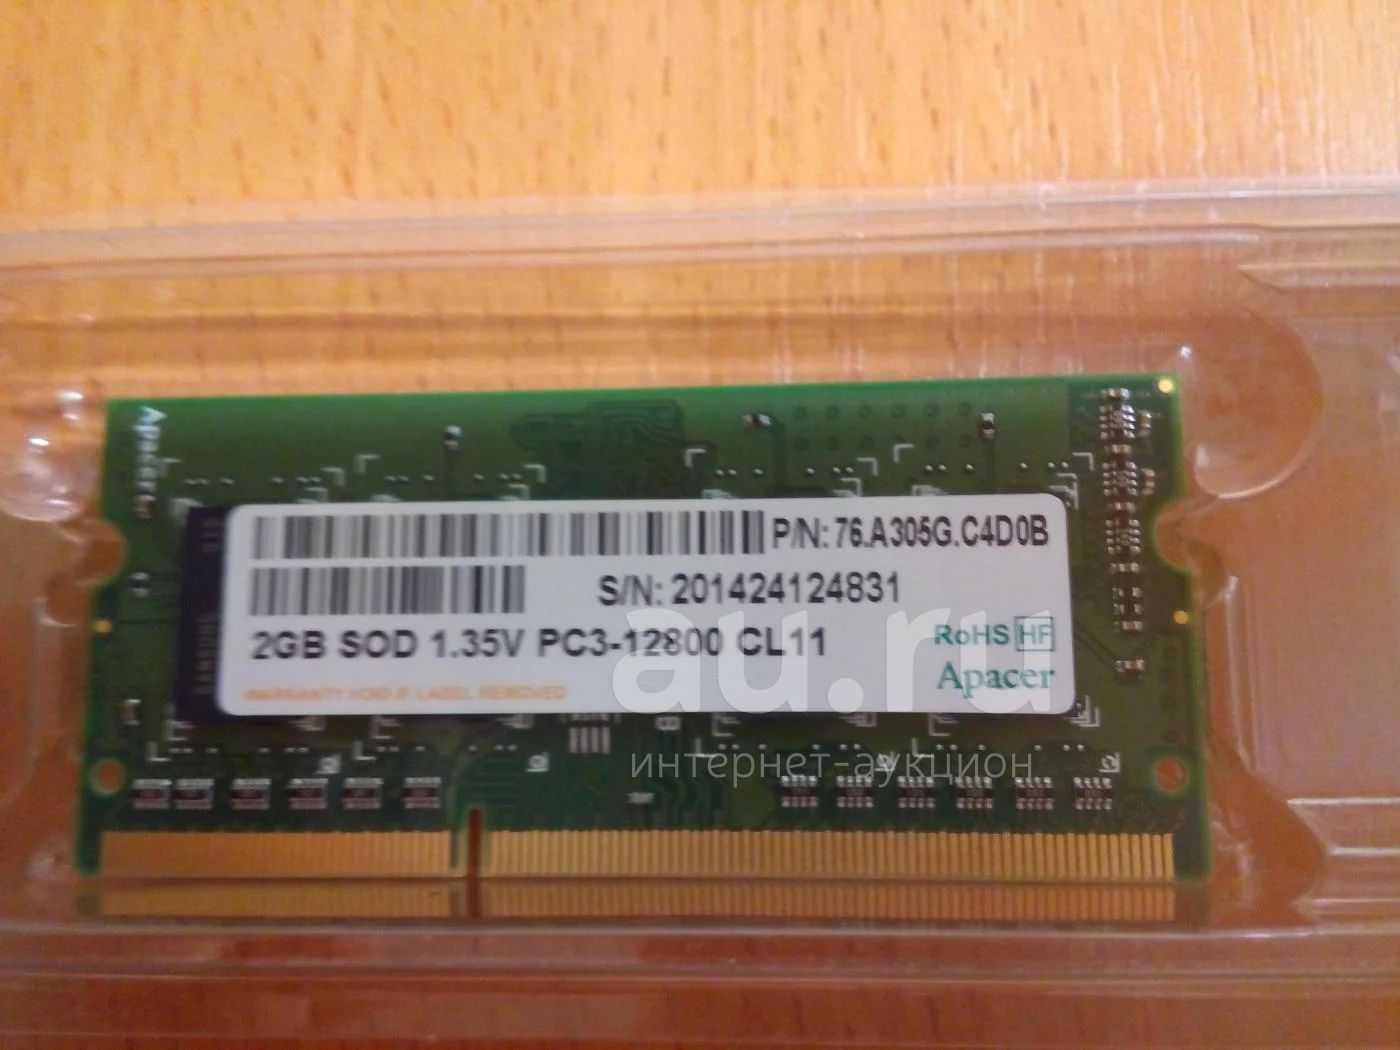 Apacer
P/N: 76.A305G.C4D0B
S/N: 201424124831
2GB SOD 1.35V PC3-12800 CL11
RoHS HF
WARRANTY VOID IF LABEL REMOVED
Apacer
SAMSUNG
au.ru
интернет-аукцион